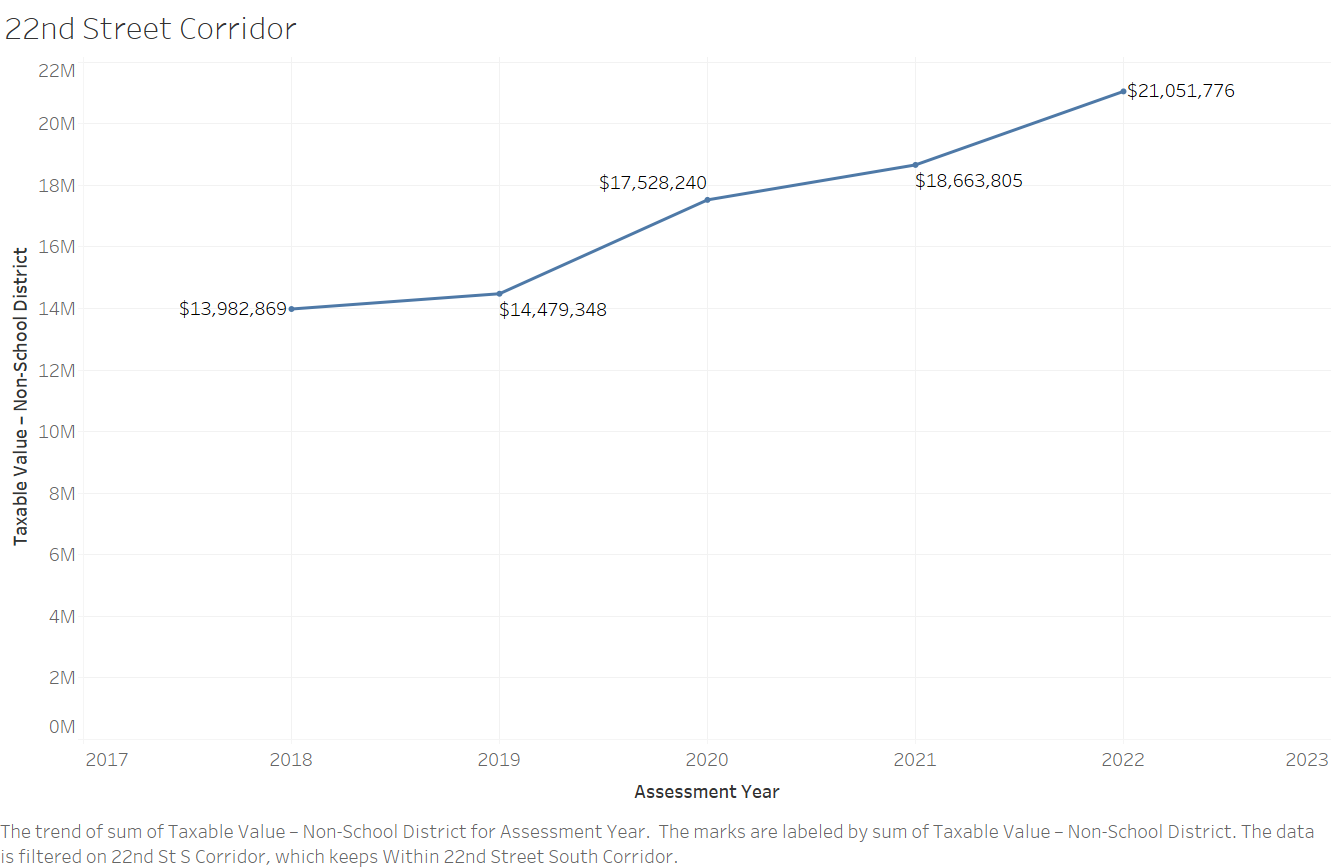 22nd Street Corridor
22M
20M
18M
16M
14M
12M
10M
8M
6M
4M
2M
0M
Taxable Value – Non-School District
$13,982,869
$14,479,348
$17,528,240
$18,663,805
$21,051,776
2017
2018
2019
2020
2021
2022
2023
Assessment Year
The trend of sum of Taxable Value – Non-School District for Assessment Year.  The marks are labeled by sum of Taxable Value – Non-School District. The data
is filtered on 22nd St S Corridor, which keeps Within 22nd Street South Corridor.